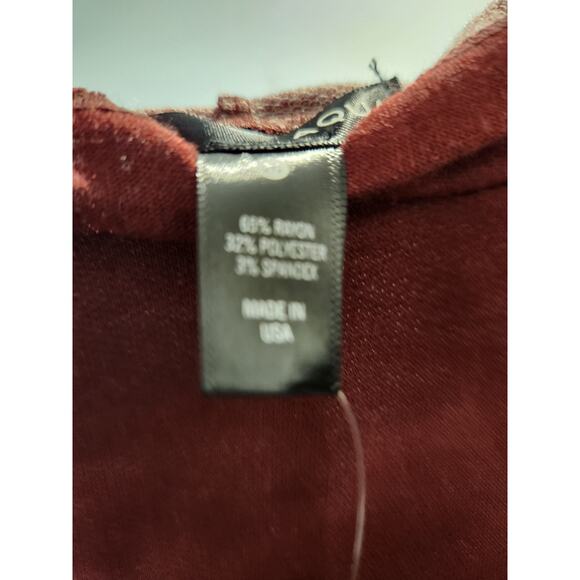 65% RAYON
32% POLYESTER
3% SPANDEX
MADE IN
USA